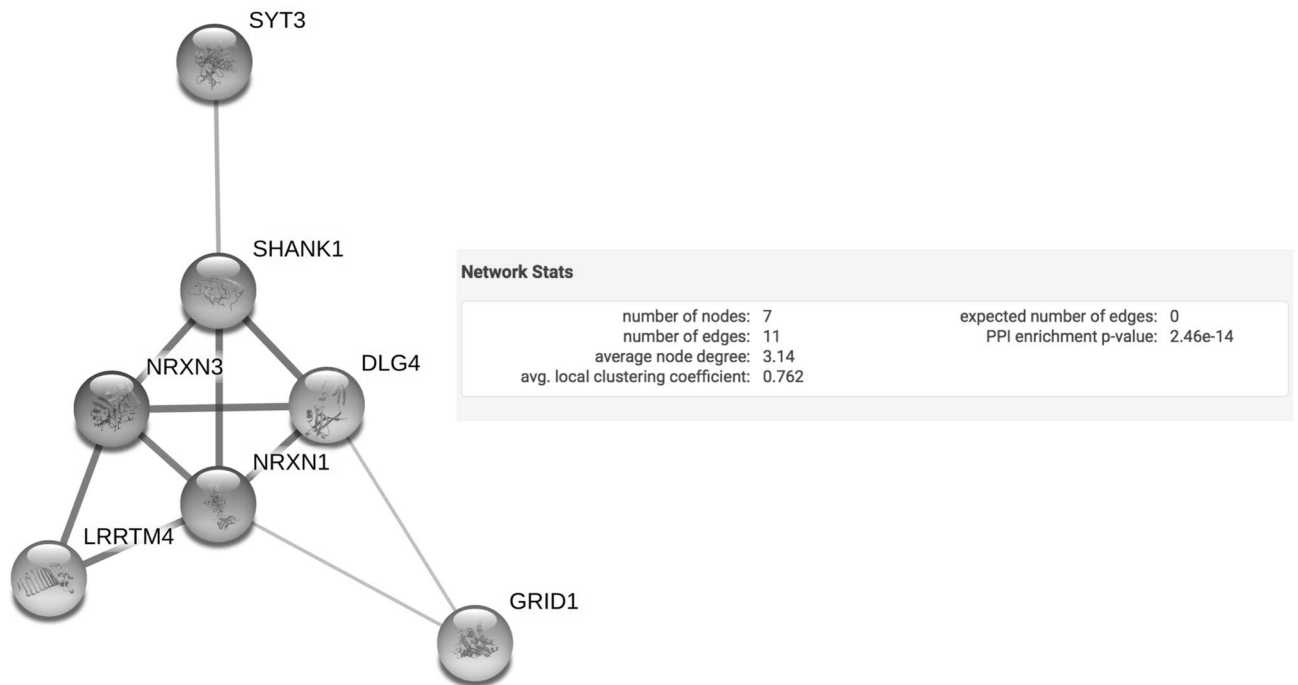 SYT3
SHANK1
NRXN3
DLG4
NRXN1
LRRTM4
GRID1
Network Stats
number of nodes: 7
number of edges: 11
average node degree: 3.14
avg. local clustering coefficient: 0.762
expected number of edges: 0
PPI enrichment p-value: 2.46e-14